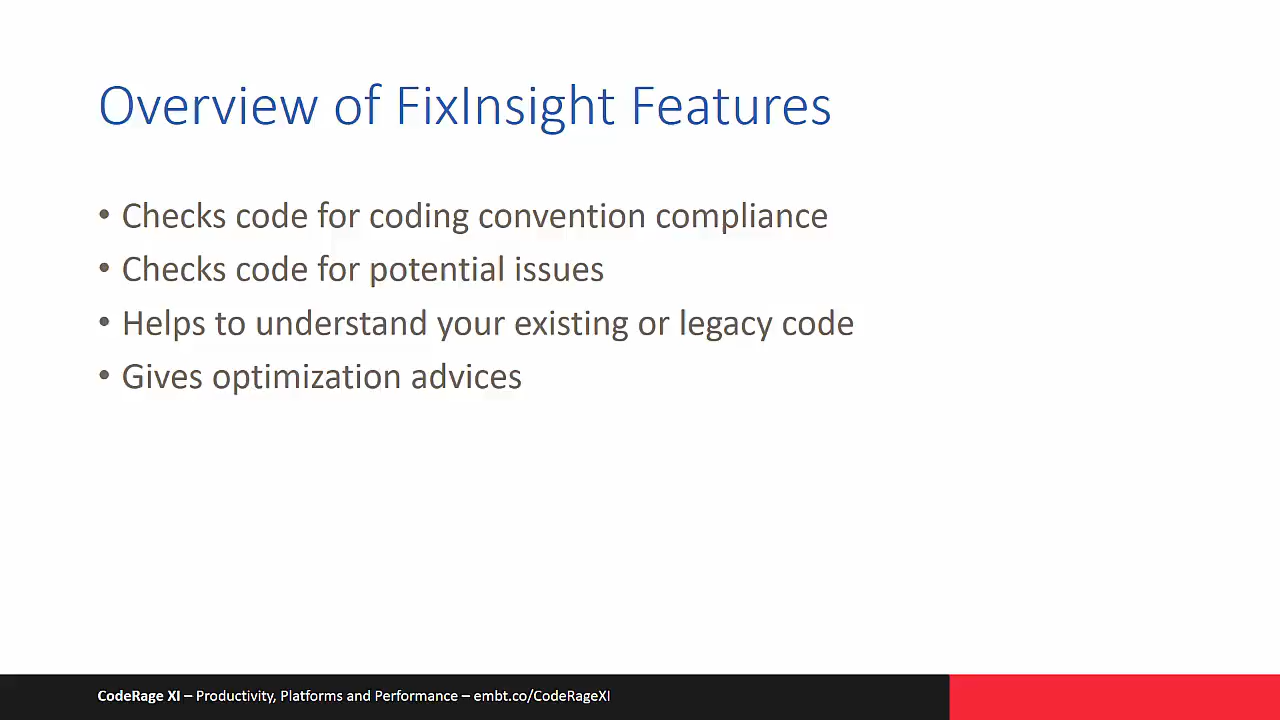 Overview of FixInsight Features
• Checks code for coding convention compliance
• Checks code for potential issues
• Helps to understand your existing or legacy code
• Gives optimization advices
CodeRage XI – Productivity, Platforms and Performance – embt.co/CodeRageXI